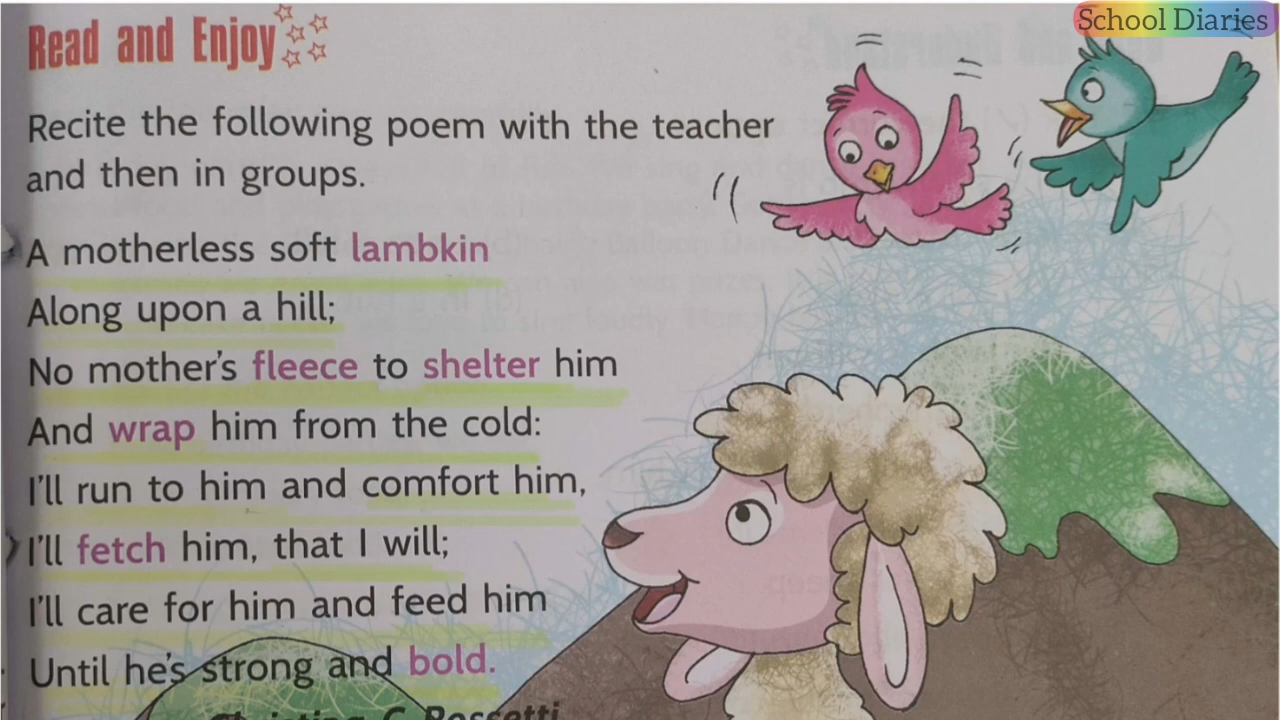 School Diaries
Read and Enjoy
Recite the following poem with the teacher
and then in groups.
A motherless soft lambkin
Along upon a hill;
No mother's fleece to shelter him
And wrap him from the cold:
I'll run to him and comfort him,
I'll fetch him, that I will;
I'll care for him and feed him
Until he's strong and bold.
C Rossetti